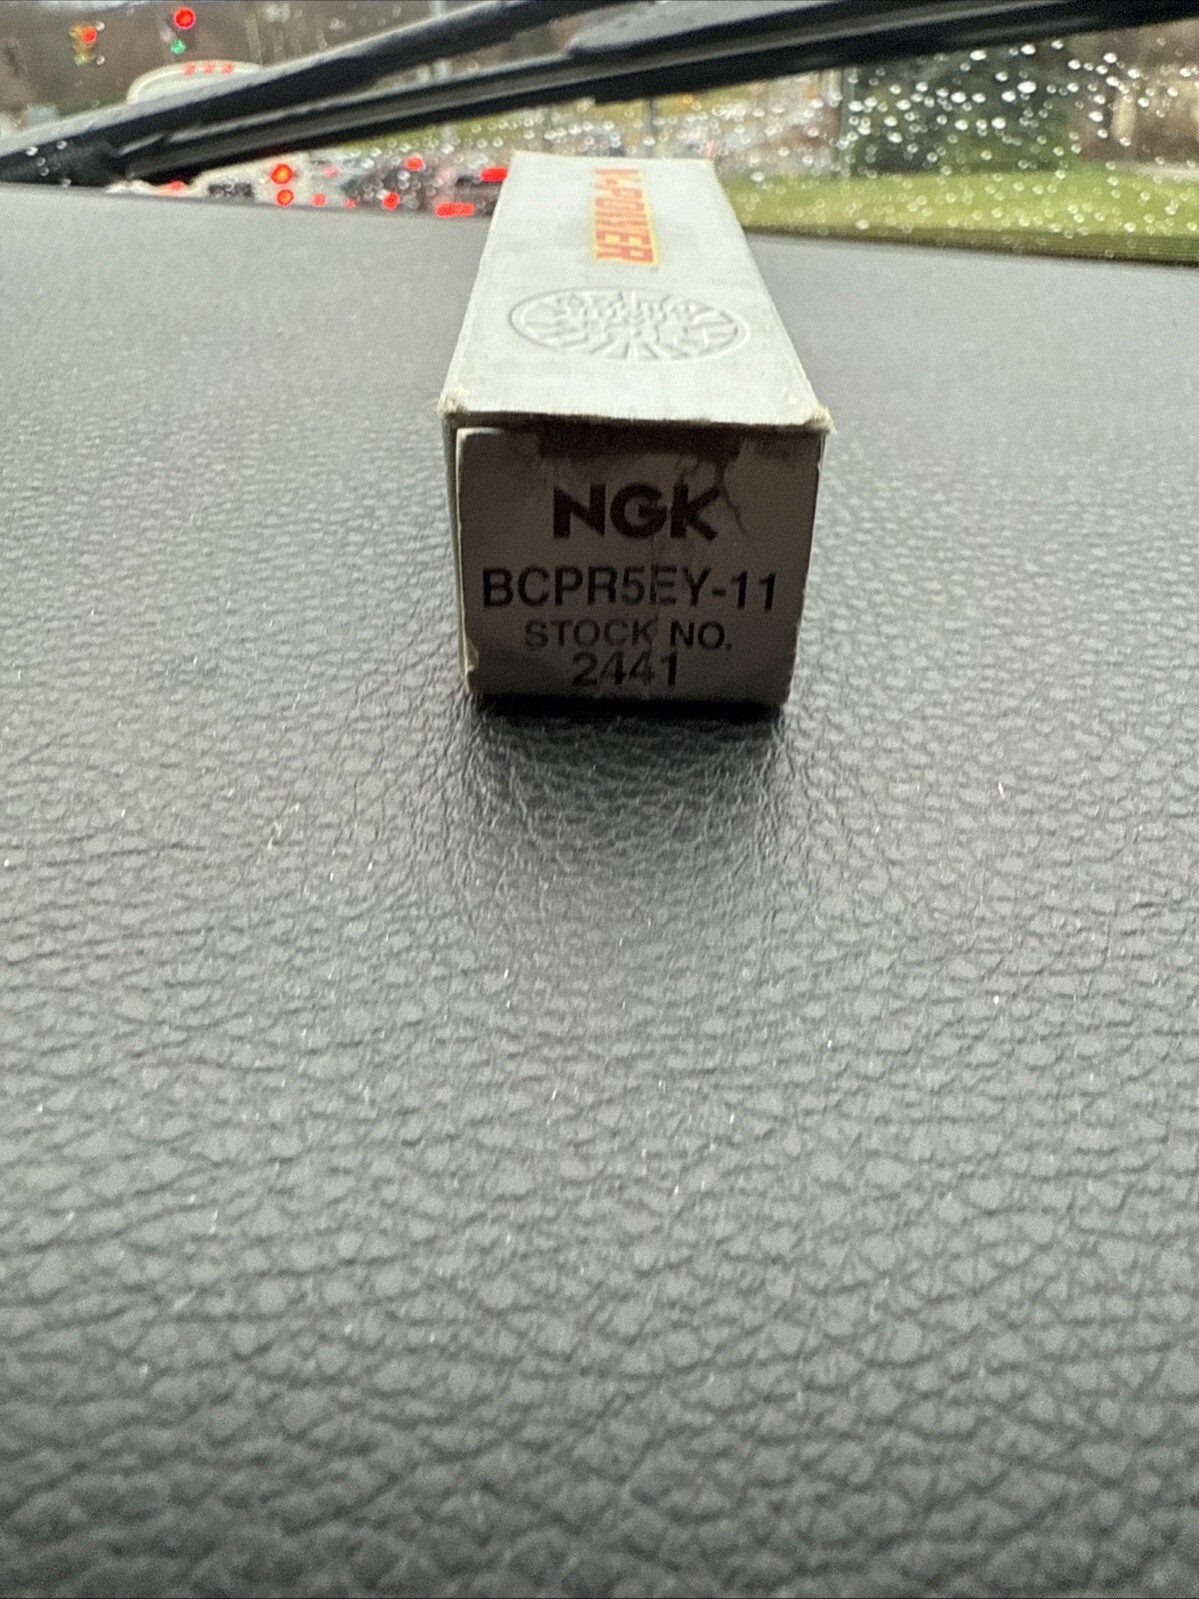 V-POWER
NGK
BCPR5EY-11
STOCK NO.
2441